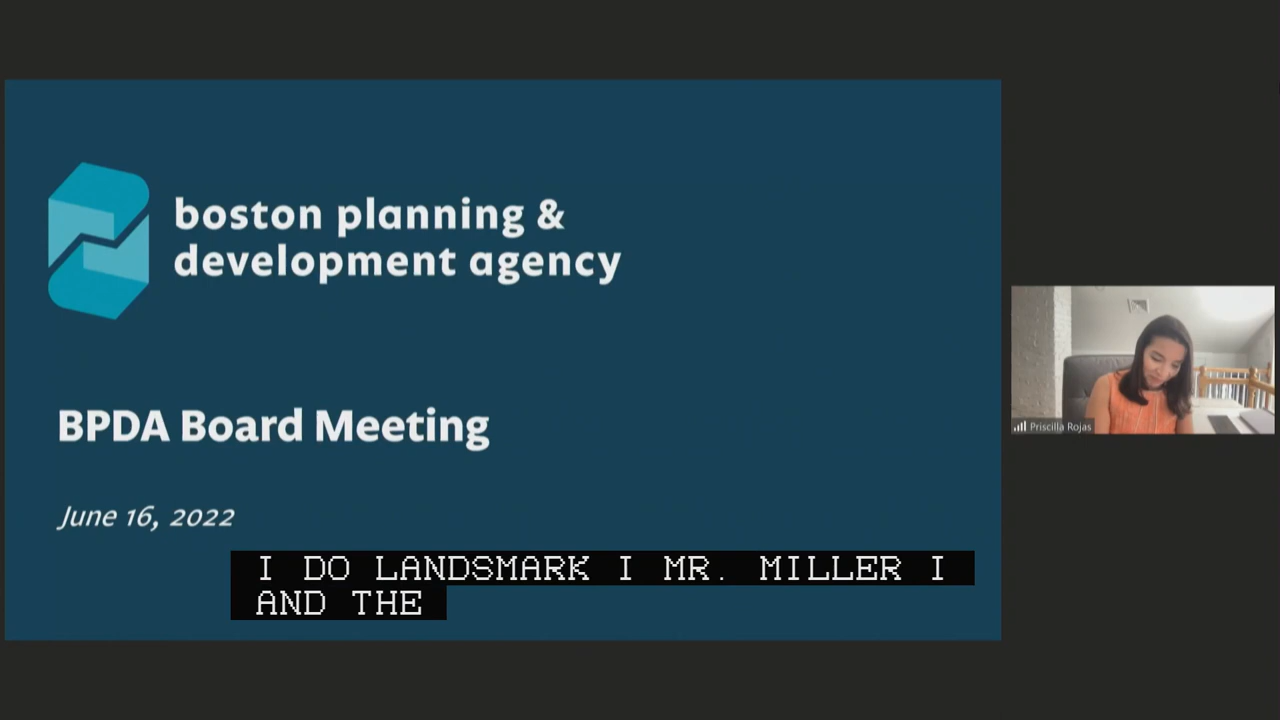 boston planning &
development agency
BPDA Board Meeting
June 16, 2022
I DO LANDSMARK I MR. MILLER I
AND THE
Priscilla Rojas